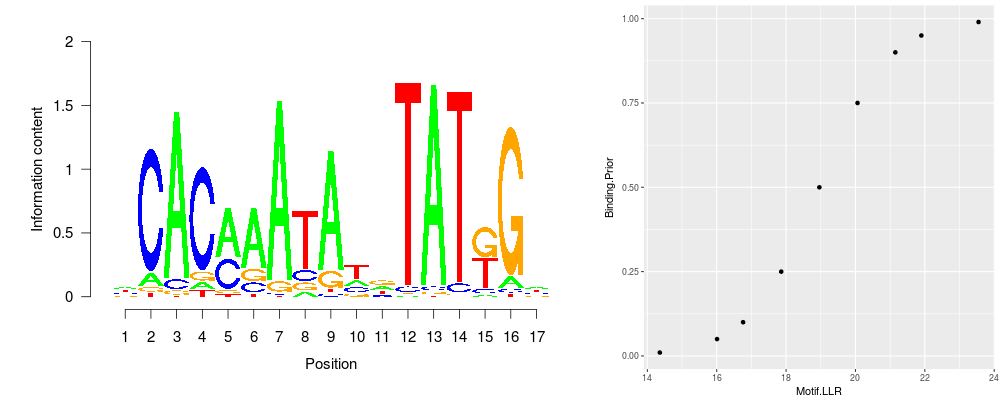 2
1.5
1
0.5
0
Information content
1 2 3 4 5 6 7 8 9 10 11 12 13 14 15 16 17
Position
C A C A A A T A T T A T G G
A C G C G G C G A G C T A
1.00
0.75
0.50
0.25
0.00
Binding.Prior
14 16 18 20 22 24
Motif.LLR